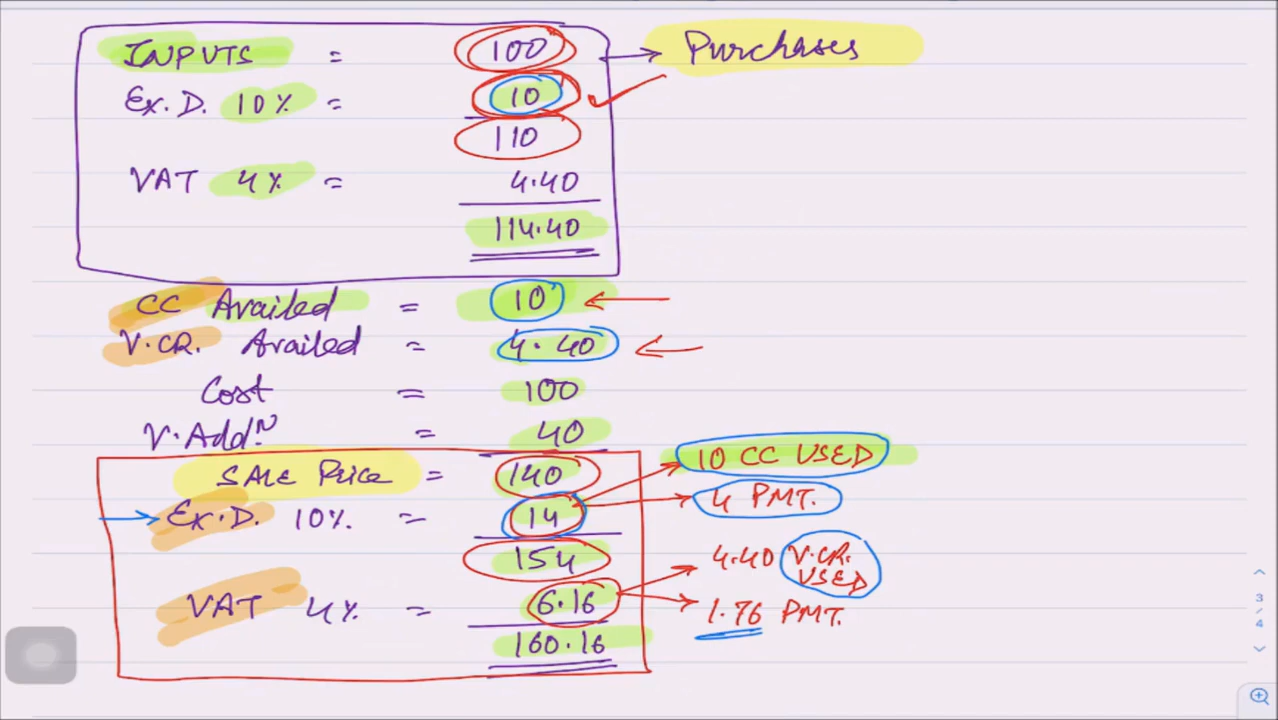 INPUTS = 100 → Purchases
Ex. D. 10% = 10
110
VAT 4% = 4.40
114.40
CC Availed = 10
V.CR. Availed = 4.40
Cost = 100
V.Addn = 40
SALE Price = 140
10 CC USED
Ex.D. 10% = 14
4 PMT.
154
4.40 V.CR. USED
VAT 4% = 6.16
1.76 PMT.
160.16
3
/
4